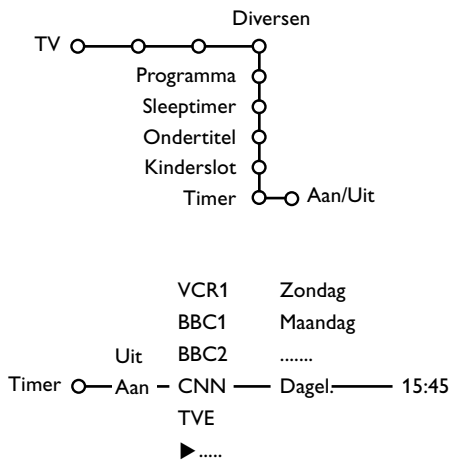 Diversen
TV
Programma
Sleeptimer
Ondertitel
Kinderslot
Timer Aan/Uit
VCR1 Zondag
BBC1 Maandag
Uit BBC2 .......
Timer Aan CNN Dagel. 15:45
TVE
▶ .....